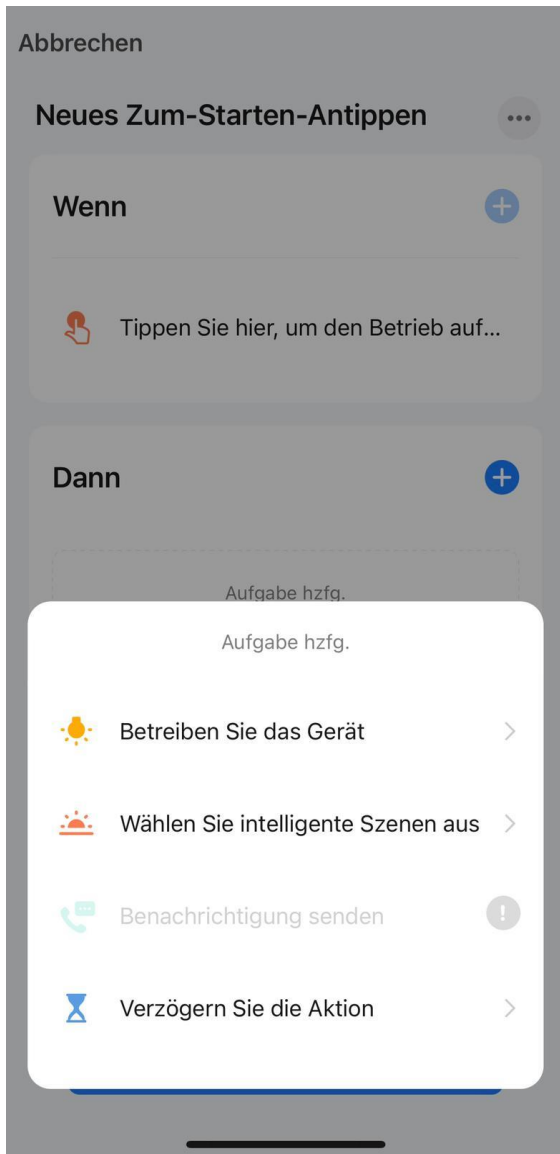 Abbrechen
Neues Zum-Starten-Antippen
Wenn
Tippen Sie hier, um den Betrieb auf...
Dann
Aufgabe hzfg.
Aufgabe hzfg.
Betreiben Sie das Gerät
Wählen Sie intelligente Szenen aus
Benachrichtigung senden
Verzögern Sie die Aktion